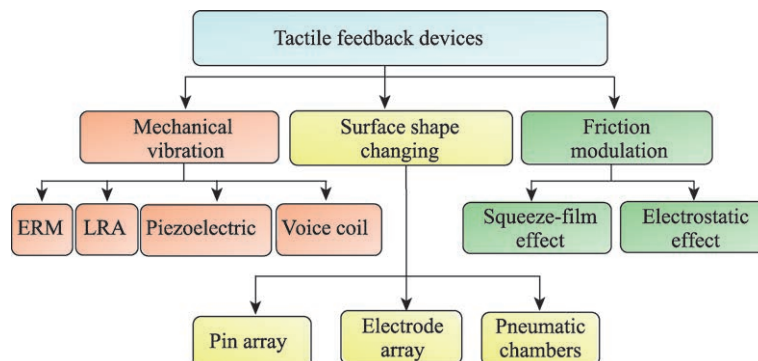 Tactile feedback devices
Mechanical
vibration
Surface shape
changing
Friction
modulation
ERM
LRA
Piezoelectric
Voice coil
Squeeze-film
effect
Electrostatic
effect
Pin array
Electrode
array
Pneumatic
chambers